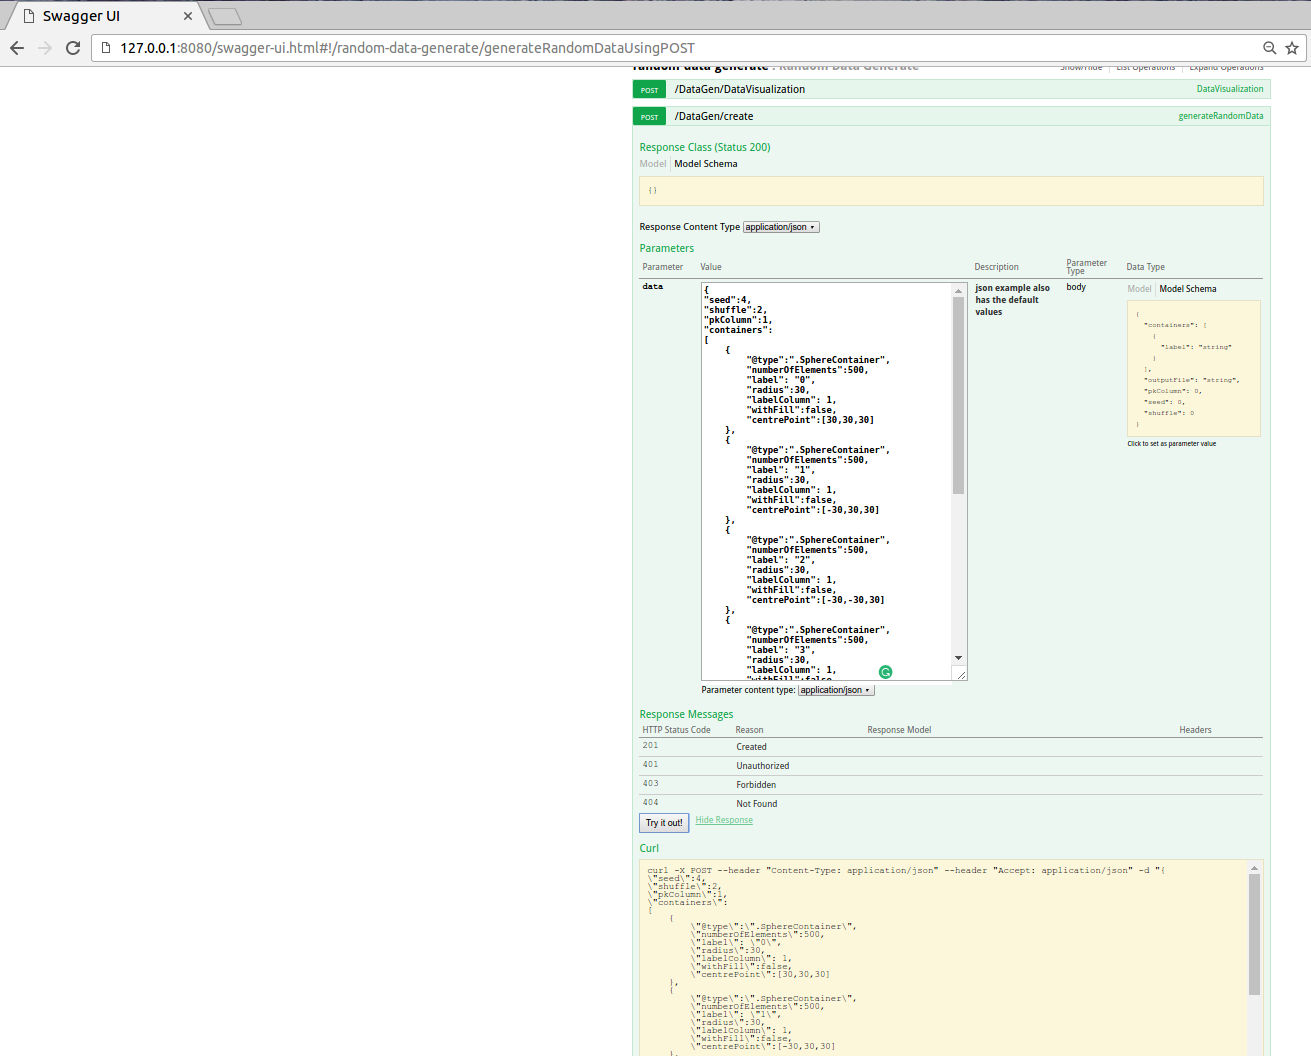 Swagger UI
127.0.0.1:8080/swagger-ui.html#!/random-data-generate/generateRandomDataUsingPOST
random-data-generate : Random Data Generate Show/Hide List Operations Expand Operations
POST /DataGen/DataVisualization DataVisualization
POST /DataGen/create generateRandomData
Response Class (Status 200)
Model Model Schema
{}
Response Content Type application/json
Parameters
Parameter Value Description Parameter Type Data Type
data
{
"seed":4,
"shuffle":2,
"pkColumn":1,
"containers":
[
{
"@type":".SphereContainer",
"numberOfElements":500,
"label": "0",
"radius":30,
"labelColumn": 1,
"withFill":false,
"centrePoint":[30,30,30]
},
{
"@type":".SphereContainer",
"numberOfElements":500,
"label": "1",
"radius":30,
"labelColumn": 1,
"withFill":false,
"centrePoint":[-30,30,30]
},
{
"@type":".SphereContainer",
"numberOfElements":500,
"label": "2",
"radius":30,
"labelColumn": 1,
"withFill":false,
"centrePoint":[-30,-30,30]
},
{
"@type":".SphereContainer",
"numberOfElements":500,
"label": "3",
"radius":30,
"labelColumn": 1,
"withFill":false,
json example also
has the default
values
body
Model Model Schema
{
"containers": [
{
"label": "string"
}
],
"outputFile": "string",
"pkColumn": 0,
"seed": 0,
"shuffle": 0
}
Click to set as parameter value
Parameter content type: application/json
Response Messages
HTTP Status Code Reason Response Model Headers
201 Created
401 Unauthorized
403 Forbidden
404 Not Found
Try it out! Hide Response
Curl
curl -X POST --header "Content-Type: application/json" --header "Accept: application/json" -d "{
\"seed\":4,
\"shuffle\":2,
\"pkColumn\":1,
\"containers\":
[
{
\"@type\":\".SphereContainer\",
\"numberOfElements\":500,
\"label\": \"0\",
\"radius\":30,
\"labelColumn\": 1,
\"withFill\":false,
\"centrePoint\":[30,30,30]
},
{
\"@type\":\".SphereContainer\",
\"numberOfElements\":500,
\"label\": \"1\",
\"radius\":30,
\"labelColumn\": 1,
\"withFill\":false,
\"centrePoint\":[-30,30,30]
},